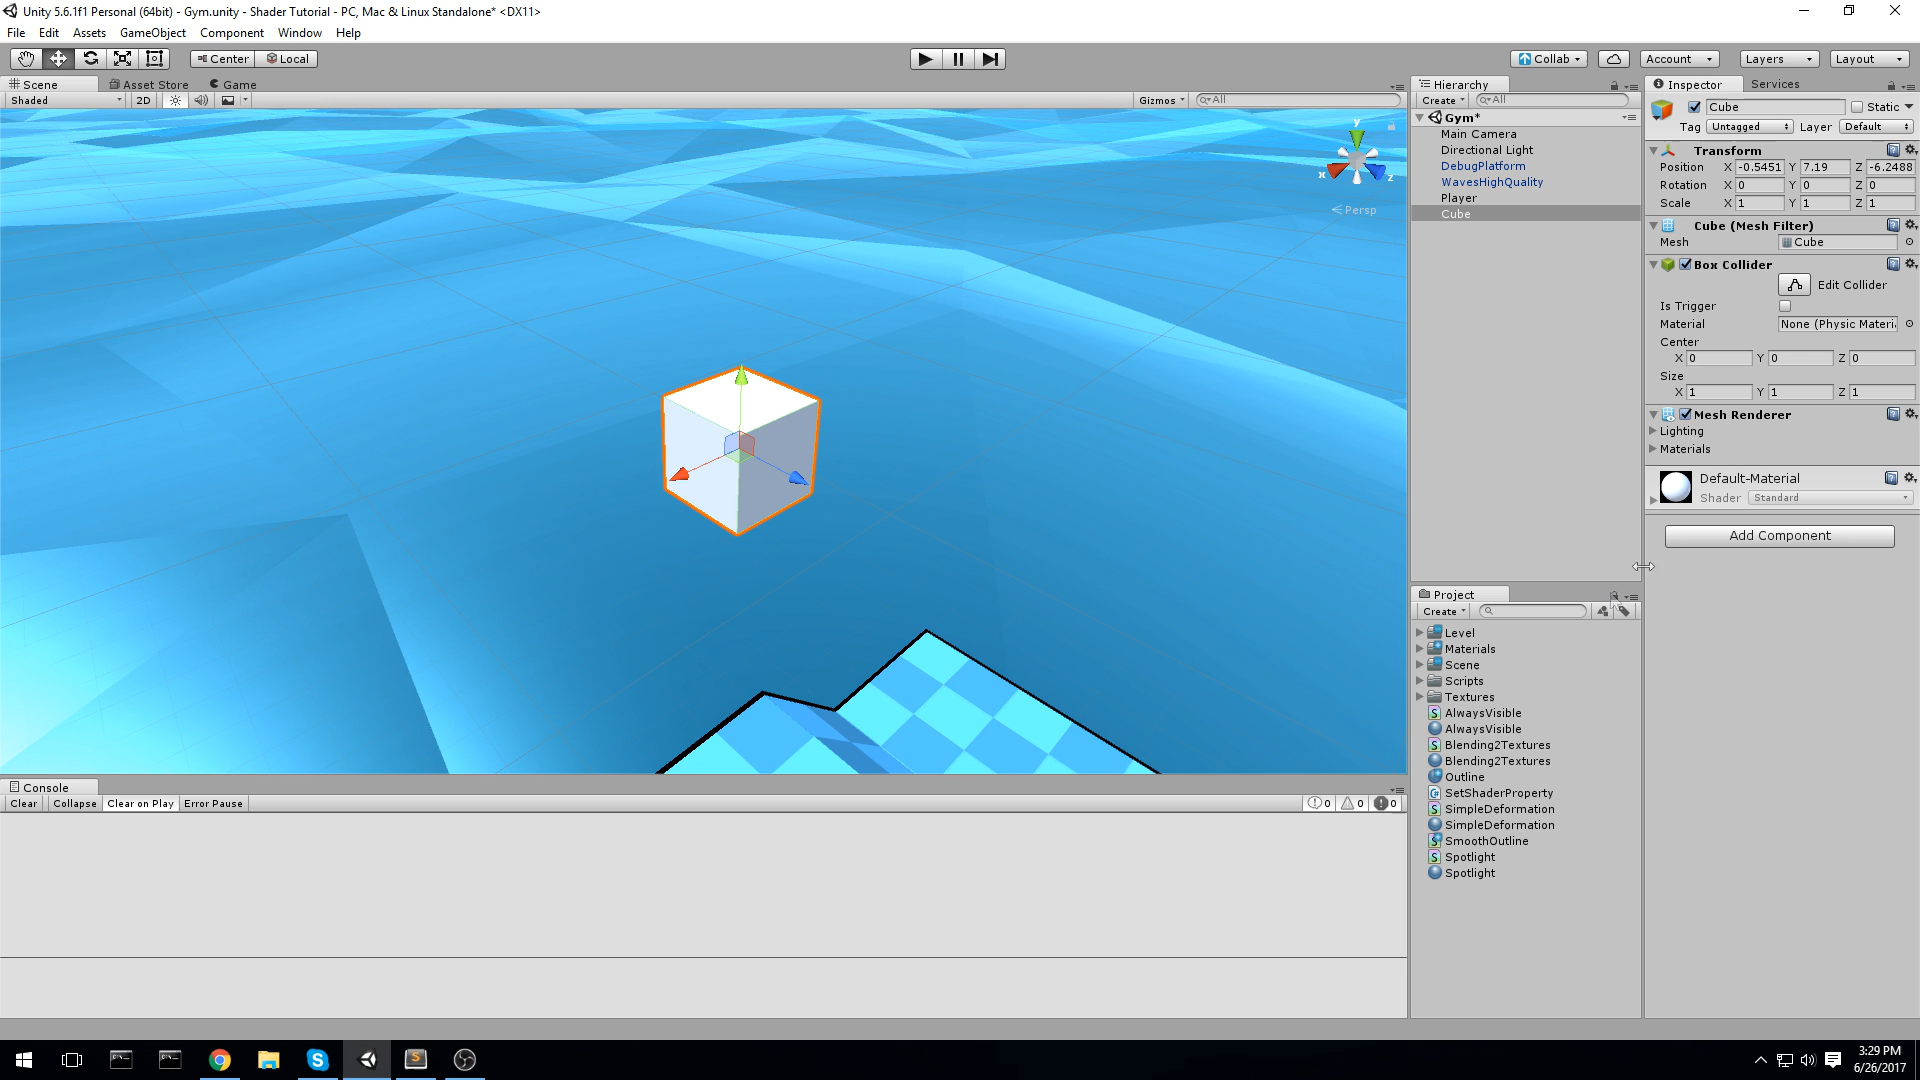 Unity 5.6.1f1 Personal (64bit) - Gym.unity - Shader Tutorial - PC, Mac & Linux Standalone* <DX11>
File Edit Assets GameObject Component Window Help
Center Local Collab Account Layers Layout
Scene Asset Store Game
Shaded 2D Gizmos All
y
x
z
Persp
Hierarchy
Create All
Gym*
Main Camera
Directional Light
DebugPlatform
WavesHighQuality
Player
Cube
Project
Create
Level
Materials
Scene
Scripts
Textures
AlwaysVisible
AlwaysVisible
Blending2Textures
Blending2Textures
Outline
SetShaderProperty
SimpleDeformation
SimpleDeformation
SmoothOutline
Spotlight
Spotlight
Inspector Services
Cube Static
Tag Untagged Layer Default
Transform
Position X -0.5451 Y 7.19 Z -6.2488
Rotation X 0 Y 0 Z 0
Scale X 1 Y 1 Z 1
Cube (Mesh Filter)
Mesh Cube
Box Collider
Edit Collider
Is Trigger
Material None (Physic Materi
Center
X 0 Y 0 Z 0
Size
X 1 Y 1 Z 1
Mesh Renderer
Lighting
Materials
Default-Material
Shader Standard
Add Component
Console
Clear Collapse Clear on Play Error Pause 0 0 0
3:29 PM
6/26/2017